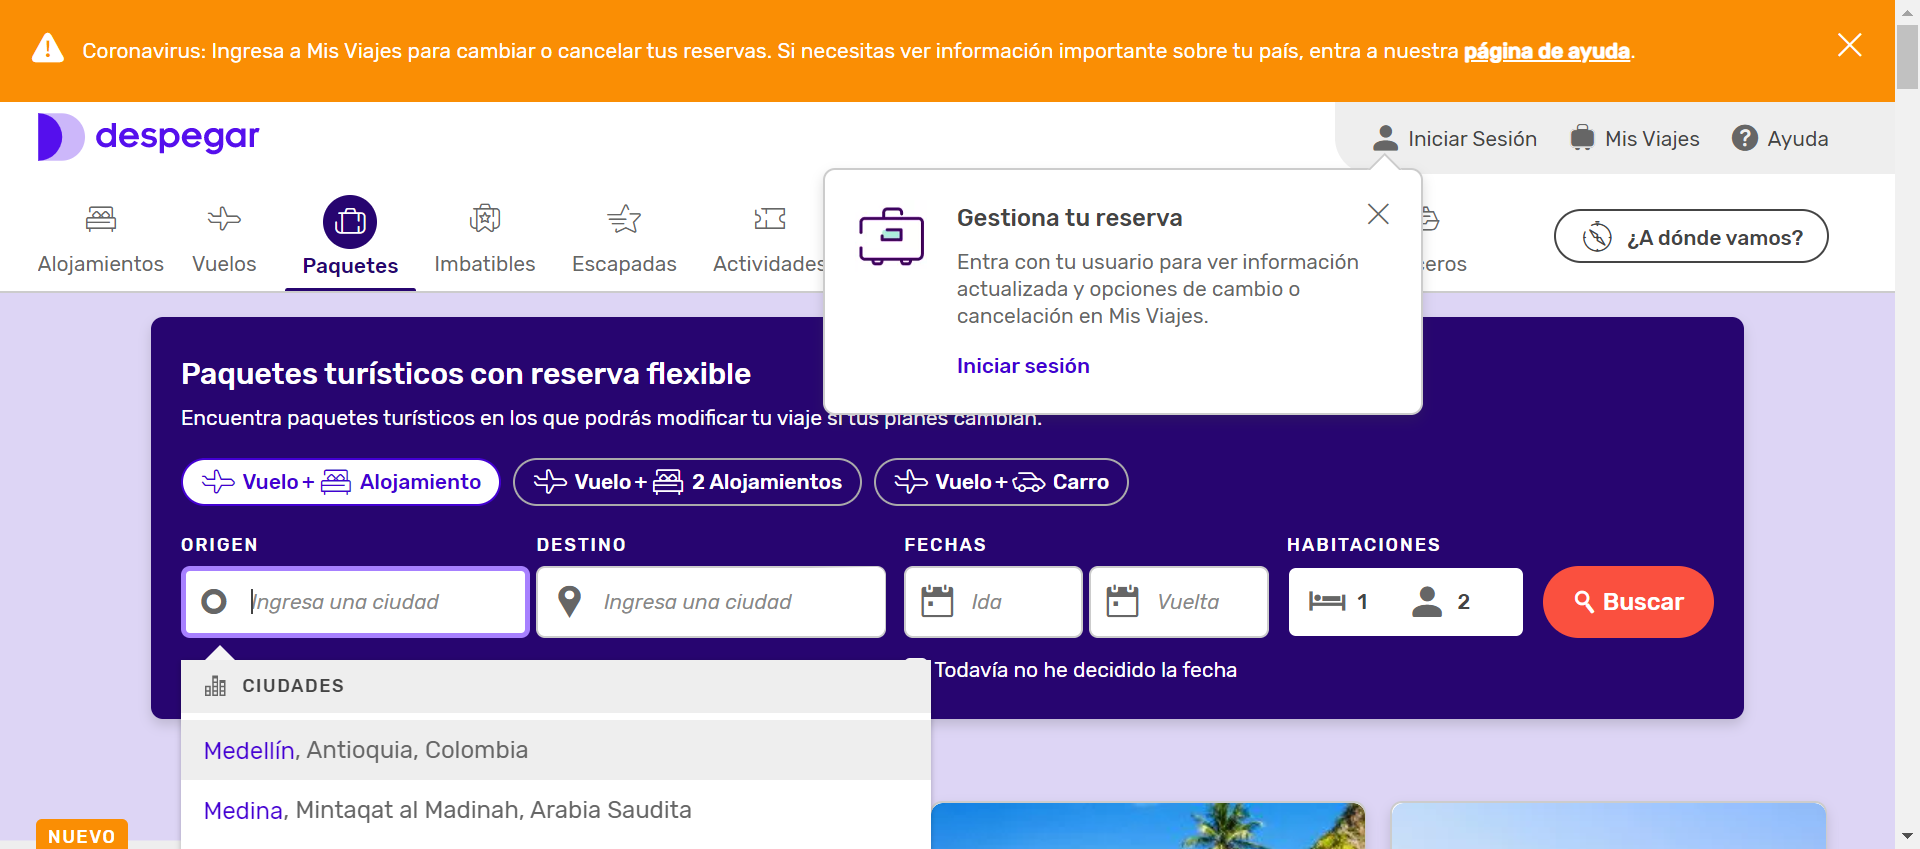 Coronavirus: Ingresa a Mis Viajes para cambiar o cancelar tus reservas. Si necesitas ver información importante sobre tu país, entra a nuestra página de ayuda.
despegar
Iniciar Sesión
Mis Viajes
? Ayuda
Alojamientos
Vuelos
Paquetes
Imbatibles
Escapadas
Actividades
ceros
¿A dónde vamos?
Gestiona tu reserva
Entra con tu usuario para ver información
actualizada y opciones de cambio o
cancelación en Mis Viajes.
Iniciar sesión
Paquetes turísticos con reserva flexible
Encuentra paquetes turísticos en los que podrás modificar tu viaje si tus planes cambian.
Vuelo + Alojamiento
Vuelo + 2 Alojamientos
Vuelo + Carro
ORIGEN
DESTINO
FECHAS
HABITACIONES
Ingresa una ciudad
Ingresa una ciudad
Ida
Vuelta
1
2
Buscar
Todavía no he decidido la fecha
CIUDADES
Medellín, Antioquia, Colombia
Medina, Mintaqat al Madinah, Arabia Saudita
NUEVO